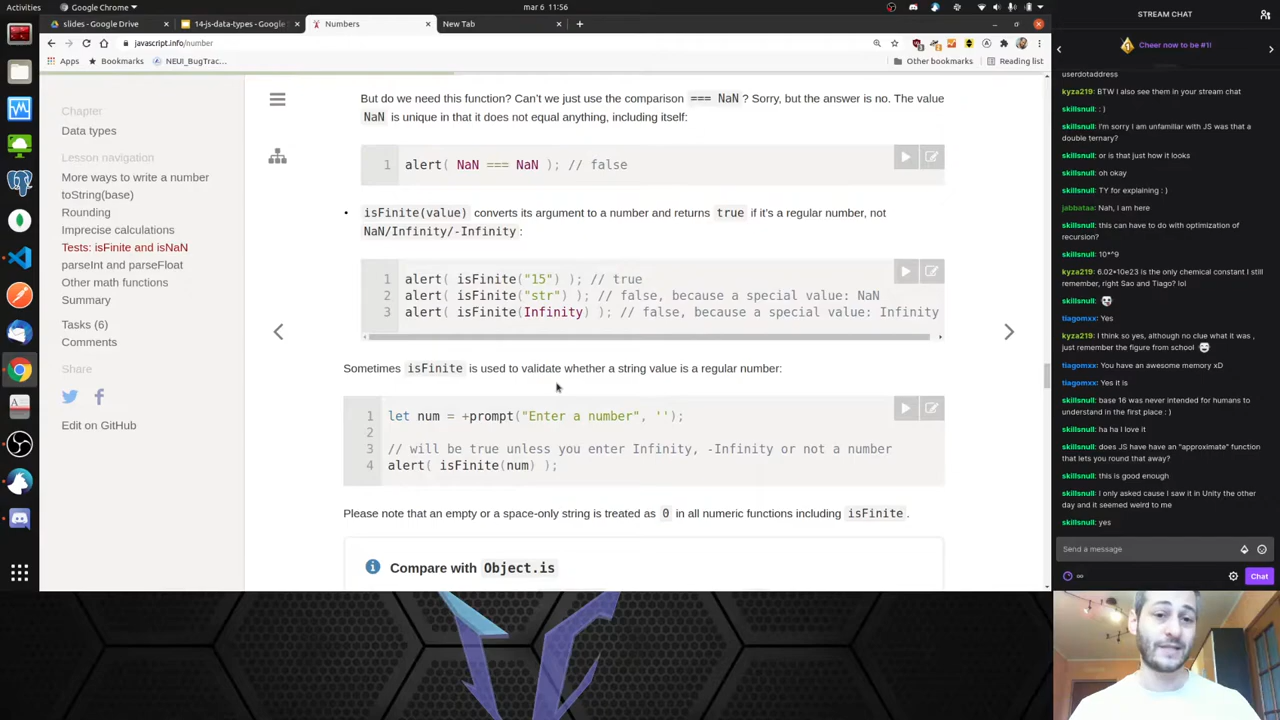 Activities
Google Chrome
mar 1 11:56
slides - Google Drive
14-js-data-types - Google
Numbers
New Tab
javascript.info/number
Apps
Bookmarks
NEUI_BugTrac...
Other bookmarks
Reading list
Chapter
Data types
Lesson navigation
More ways to write a number
toString(base)
Rounding
Imprecise calculations
Tests: isFinite and isNaN
parseInt and parseFloat
Other math functions
Summary
Tasks (6)
Comments
Share
Edit on GitHub
But do we need this function? Can't we just use the comparison === NaN ? Sorry, but the answer is no. The value
NaN is unique in that it does not equal anything, including itself:
1 alert( NaN === NaN ); // false
• isFinite(value) converts its argument to a number and returns true if it's a regular number, not
NaN/Infinity/-Infinity :
1 alert( isFinite("15") ); // true
2 alert( isFinite("str") ); // false, because a special value: NaN
3 alert( isFinite(Infinity) ); // false, because a special value: Infinity
Sometimes isFinite is used to validate whether a string value is a regular number:
1 let num = +prompt("Enter a number", '');
2
3 // will be true unless you enter Infinity, -Infinity or not a number
4 alert( isFinite(num) );
Please note that an empty or a space-only string is treated as 0 in all numeric functions including isFinite .
Compare with Object.is
STREAM CHAT
Cheer now to be #1!
userdotaddress
kyza219: BTW I also see them in your stream chat
skillsnull: : )
skillsnull: I'm sorry I am unfamiliar with JS was that a
double ternary?
skillsnull: or is that just how it looks
skillsnull: oh okay
skillsnull: TY for explaining : )
jabbataa: Nah, I am here
skillsnull: this can have to do with optimization of
recursion?
skillsnull: 10*^9
kyza219: 6.02*10e23 is the only chemical constant I still
remember, right Sao and Tiago? lol
skillsnull:
tiagomxx: Yes
kyza219: I think so yes, although no clue what it was ,
just remember the figure from school
tiagomxx: You have an awesome memory xD
tiagomxx: Yes it is
skillsnull: base 16 was never intended for humans to
understand in the first place : )
skillsnull: ha ha I love it
skillsnull: does JS have have an "approximate" function
that lets you round that away?
skillsnull: this is good enough
skillsnull: I only asked cause I saw it in Unity the other
day and it seemed weird to me
skillsnull: yes
Send a message
Chat